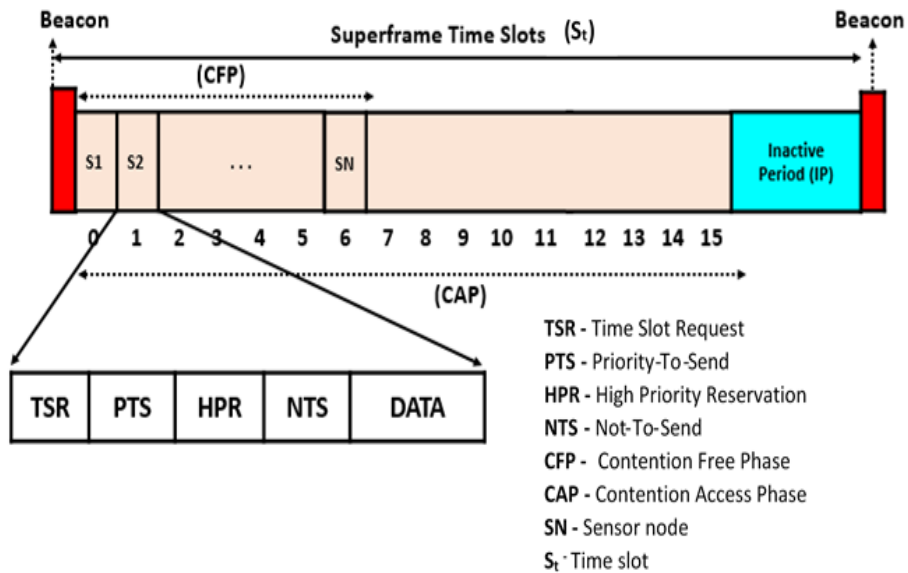 Beacon
Beacon
Superframe Time Slots (St)
(CFP)
S1 S2 ... SN
Inactive
Period (IP)
0 1 2 3 4 5 6 7 8 9 10 11 12 13 14 15
(CAP)
TSR PTS HPR NTS DATA
TSR - Time Slot Request
PTS - Priority-To-Send
HPR - High Priority Reservation
NTS - Not-To-Send
CFP - Contention Free Phase
CAP - Contention Access Phase
SN - Sensor node
St - Time slot